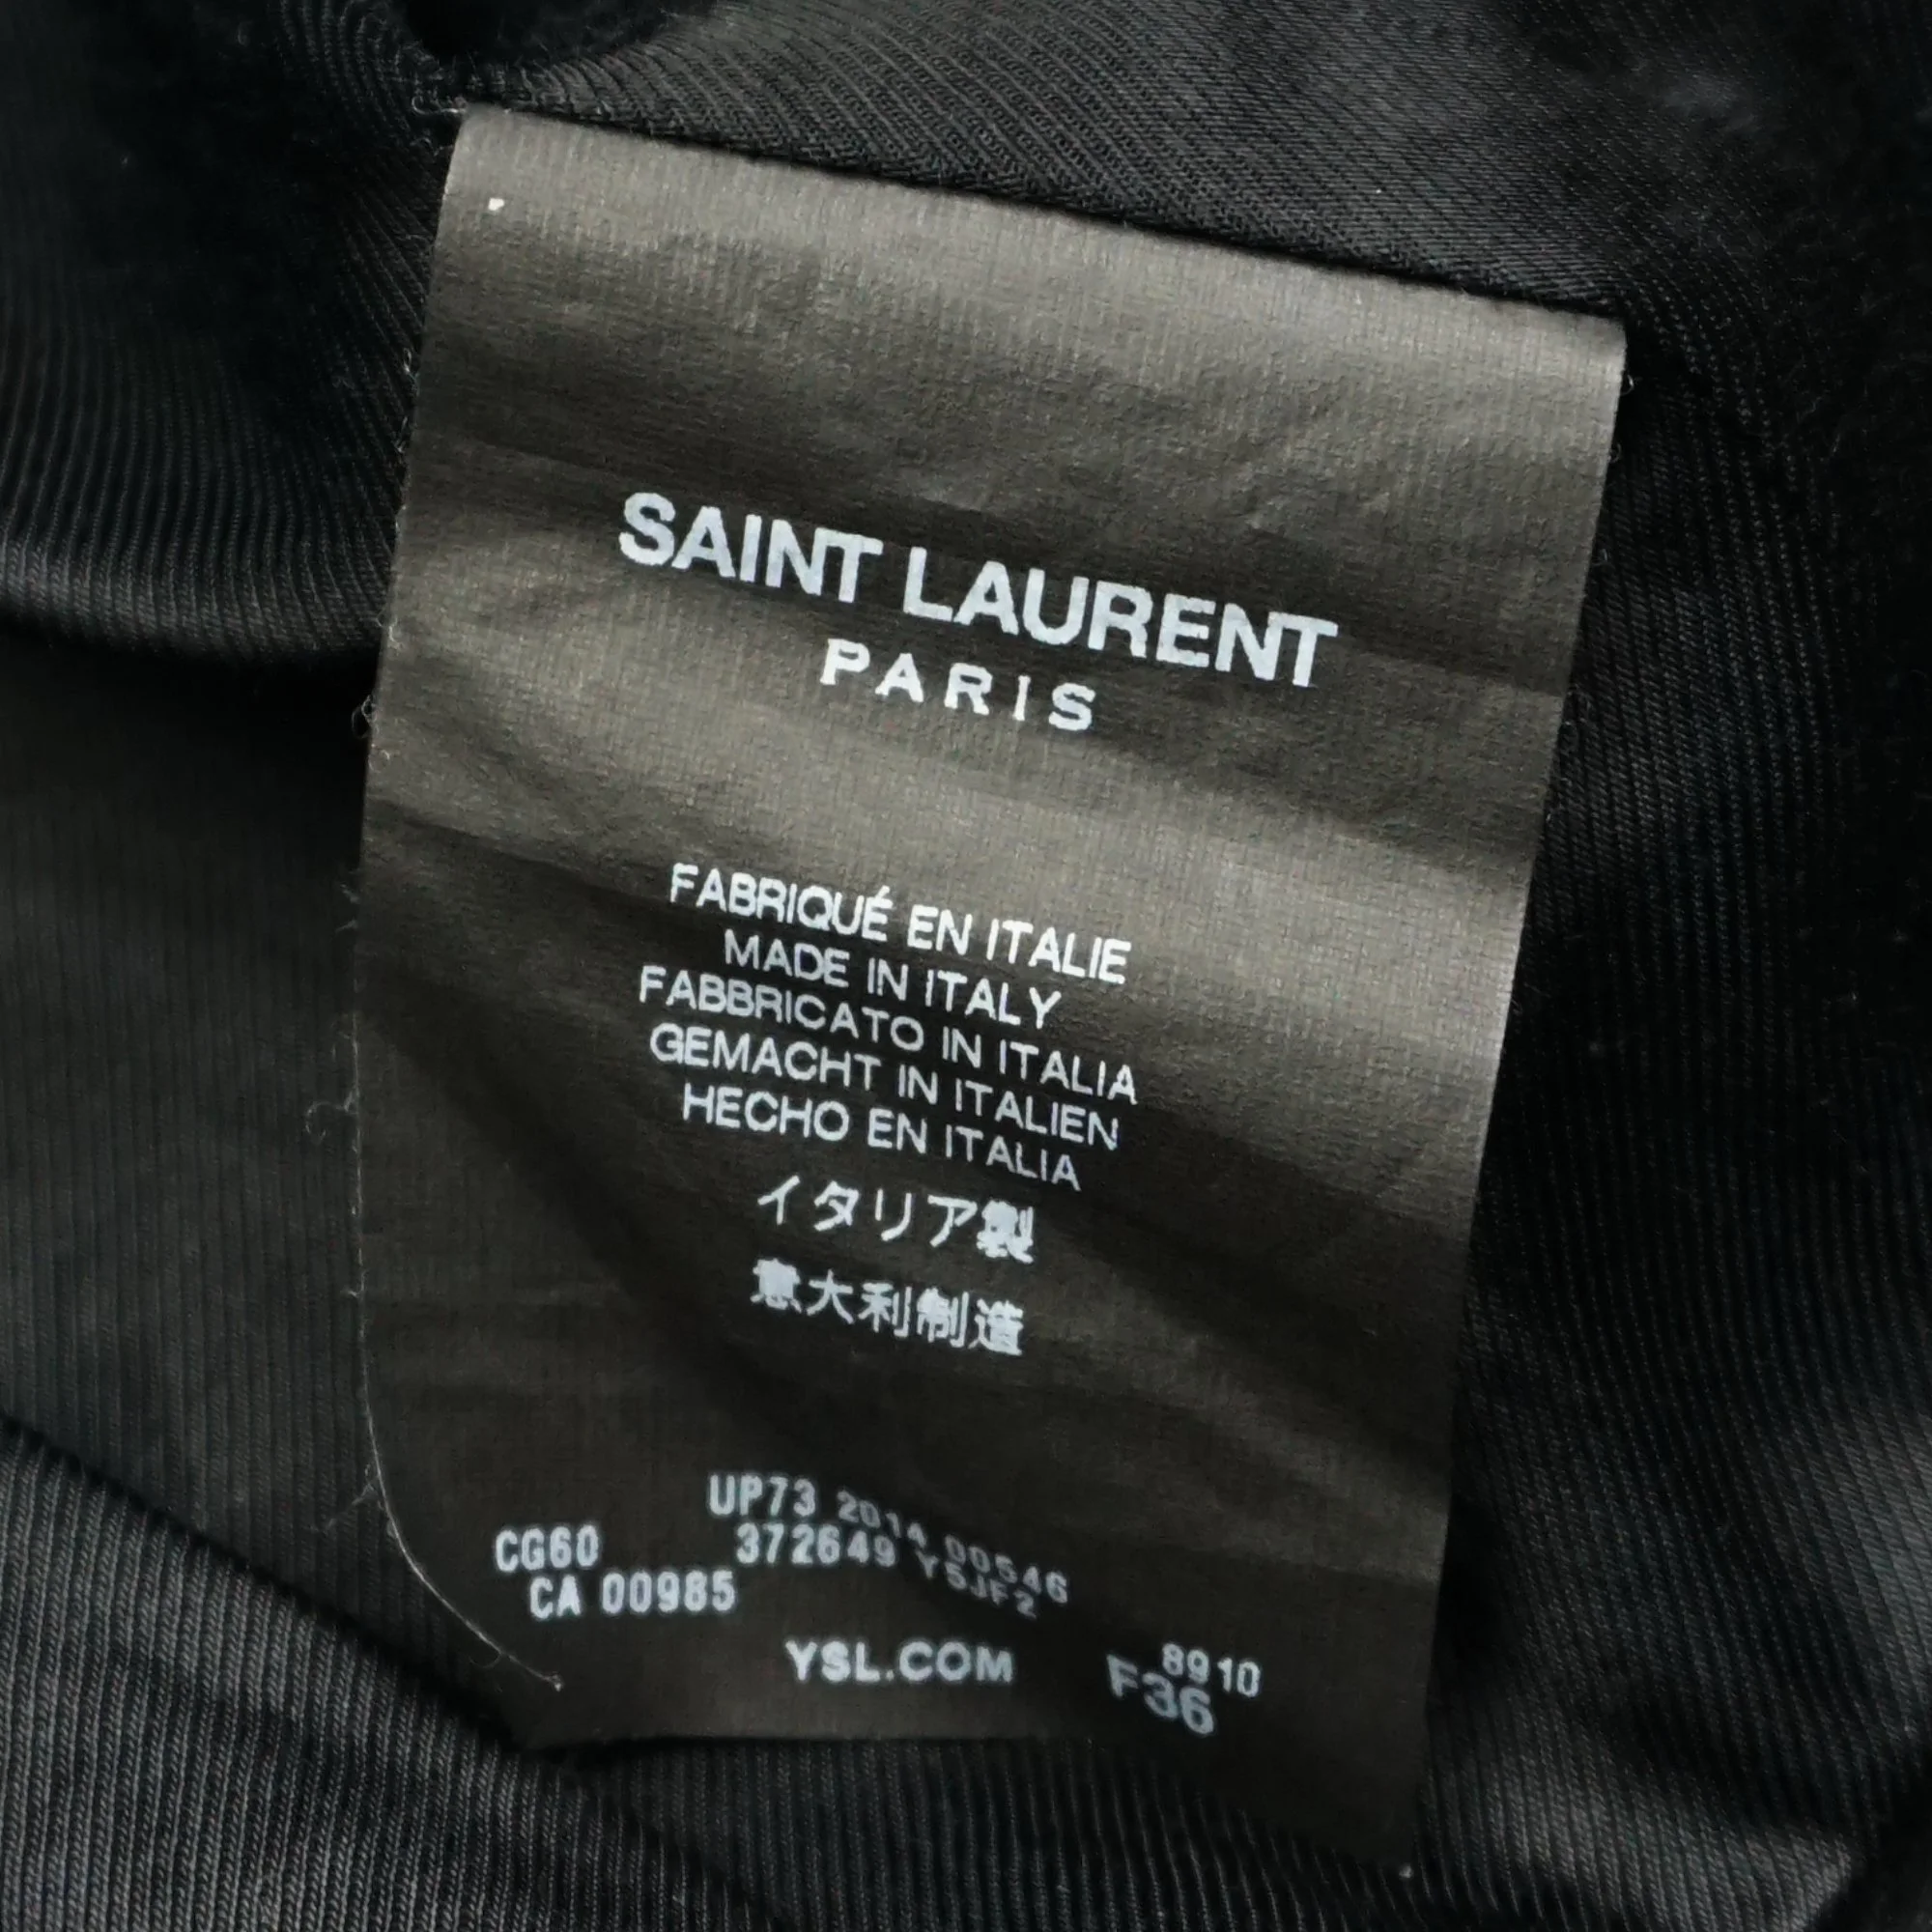 SAINT LAURENT
PARIS
FABRIQUÉ EN ITALIE
MADE IN ITALY
FABBRICATO IN ITALIA
GEMACHT IN ITALIEN
HECHO EN ITALIA
イタリア製
意大利制造
UP73 2014 00546
CG60 372649 Y5JF2
CA 00985
YSL.COM
8910
F36